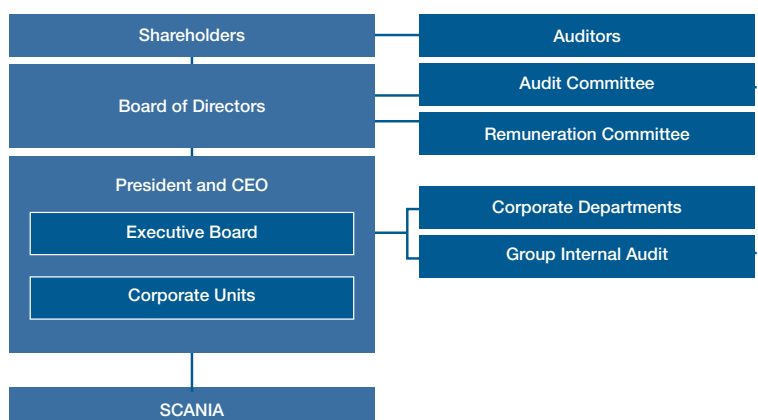 Shareholders
Auditors
Board of Directors
Audit Committee
Remuneration Committee
President and CEO
Executive Board
Corporate Units
Corporate Departments
Group Internal Audit
SCANIA